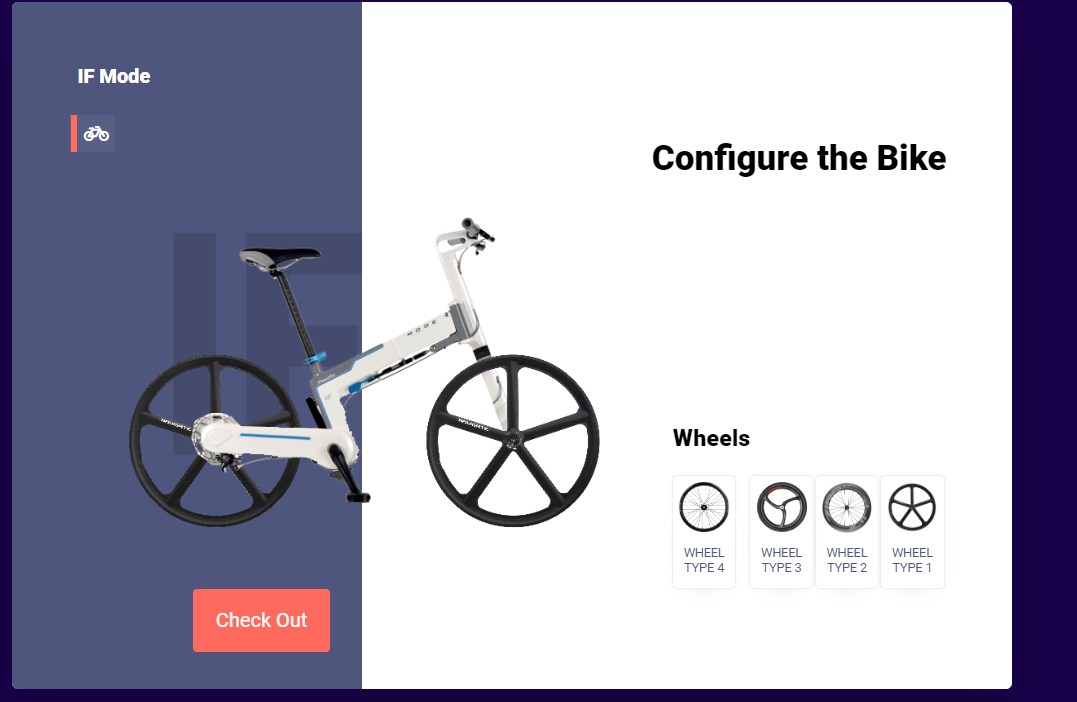 IF Mode
Configure the Bike
IF
MODE
Wheels
WHEEL
TYPE 4
WHEEL
TYPE 3
WHEEL
TYPE 2
WHEEL
TYPE 1
Check Out